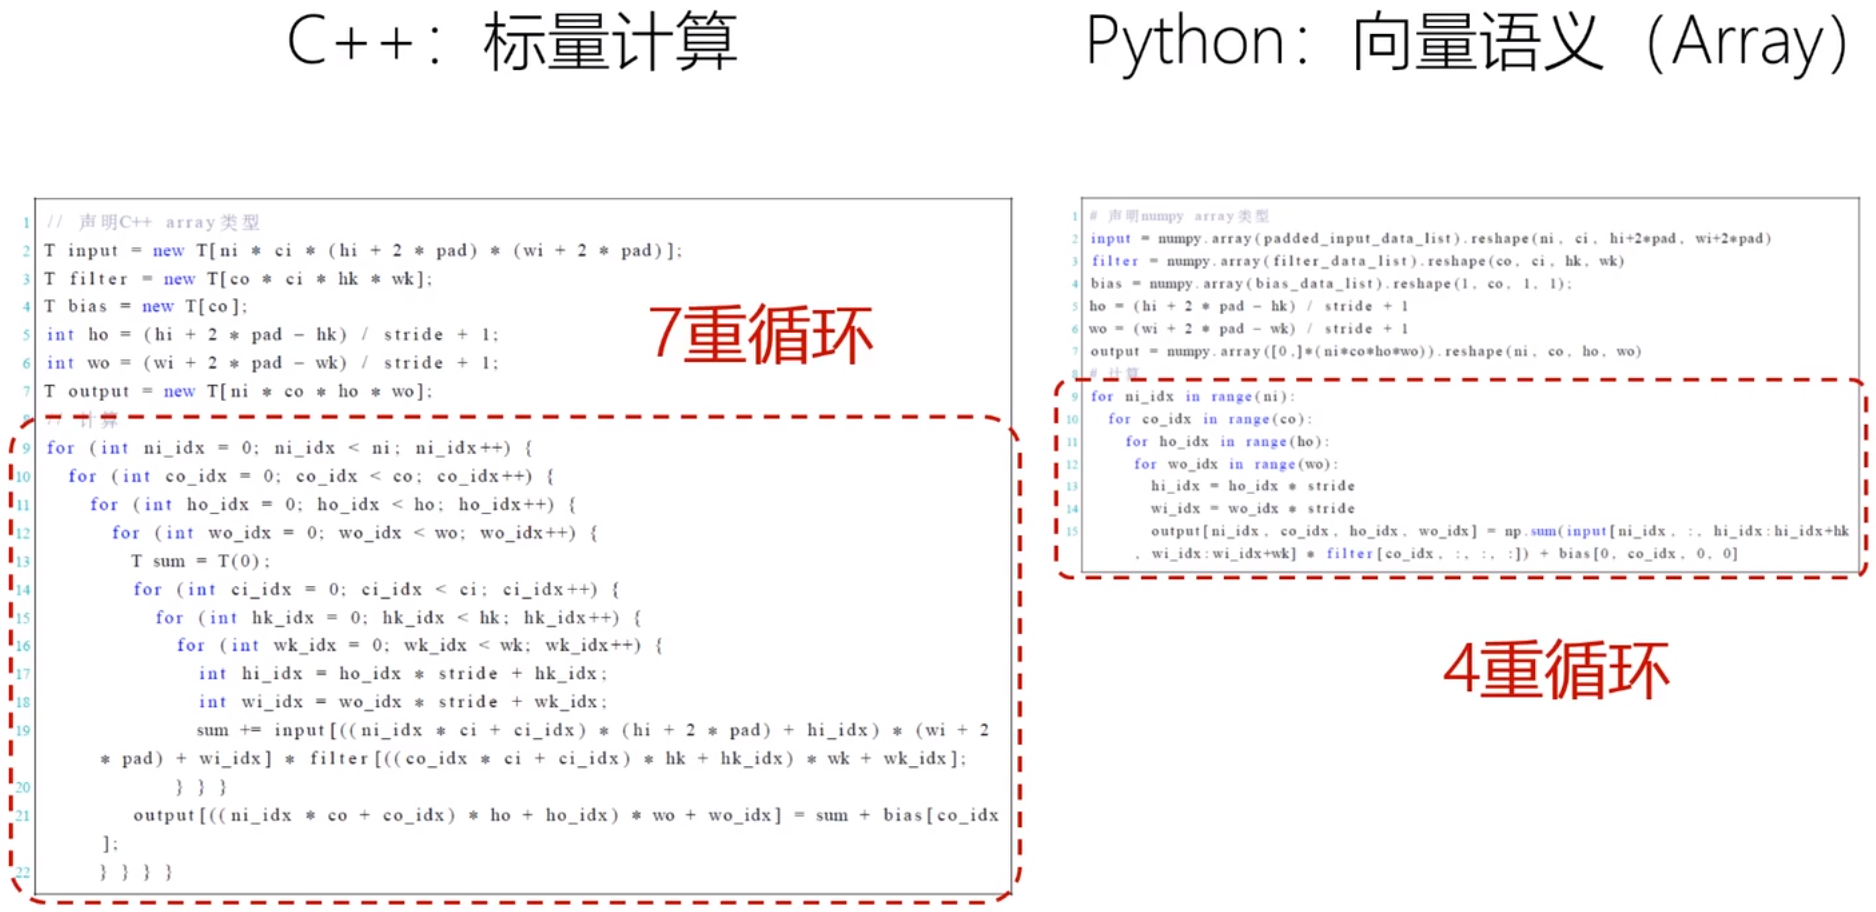 C++：标量计算
Python：向量语义（Array）
1 // 声明C++ array类型
2 T input = new T[ni * ci * (hi + 2 * pad) * (wi + 2 * pad)];
3 T filter = new T[co * ci * hk * wk];
4 T bias = new T[co];
5 int ho = (hi + 2 * pad - hk) / stride + 1;
6 int wo = (wi + 2 * pad - wk) / stride + 1;
7 T output = new T[ni * co * ho * wo];
8 // 计算
9 for (int ni_idx = 0; ni_idx < ni; ni_idx++) {
10 for (int co_idx = 0; co_idx < co; co_idx++) {
11 for (int ho_idx = 0; ho_idx < ho; ho_idx++) {
12 for (int wo_idx = 0; wo_idx < wo; wo_idx++) {
13 T sum = T(0);
14 for (int ci_idx = 0; ci_idx < ci; ci_idx++) {
15 for (int hk_idx = 0; hk_idx < hk; hk_idx++) {
16 for (int wk_idx = 0; wk_idx < wk; wk_idx++) {
17 int hi_idx = ho_idx * stride + hk_idx;
18 int wi_idx = wo_idx * stride + wk_idx;
19 sum += input[((ni_idx * ci + ci_idx) * (hi + 2 * pad) + hi_idx) * (wi + 2
* pad) + wi_idx] * filter[((co_idx * ci + ci_idx) * hk + hk_idx) * wk + wk_idx];
20 } } }
21 output[((ni_idx * co + co_idx) * ho + ho_idx) * wo + wo_idx] = sum + bias[co_idx
];
22 } } } }
7重循环
1 # 声明numpy array类型
2 input = numpy.array(padded_input_data_list).reshape(ni, ci, hi+2*pad, wi+2*pad)
3 filter = numpy.array(filter_data_list).reshape(co, ci, hk, wk)
4 bias = numpy.array(bias_data_list).reshape(1, co, 1, 1);
5 ho = (hi + 2 * pad - hk) / stride + 1
6 wo = (wi + 2 * pad - wk) / stride + 1
7 output = numpy.array([0.]*(ni*co*ho*wo)).reshape(ni, co, ho, wo)
8 # 计算
9 for ni_idx in range(ni):
10 for co_idx in range(co):
11 for ho_idx in range(ho):
12 for wo_idx in range(wo):
13 hi_idx = ho_idx * stride
14 wi_idx = wo_idx * stride
15 output[ni_idx, co_idx, ho_idx, wo_idx] = np.sum(input[ni_idx, :, hi_idx:hi_idx+hk
, wi_idx:wi_idx+wk] * filter[co_idx, :, :, :]) + bias[0, co_idx, 0, 0]
4重循环